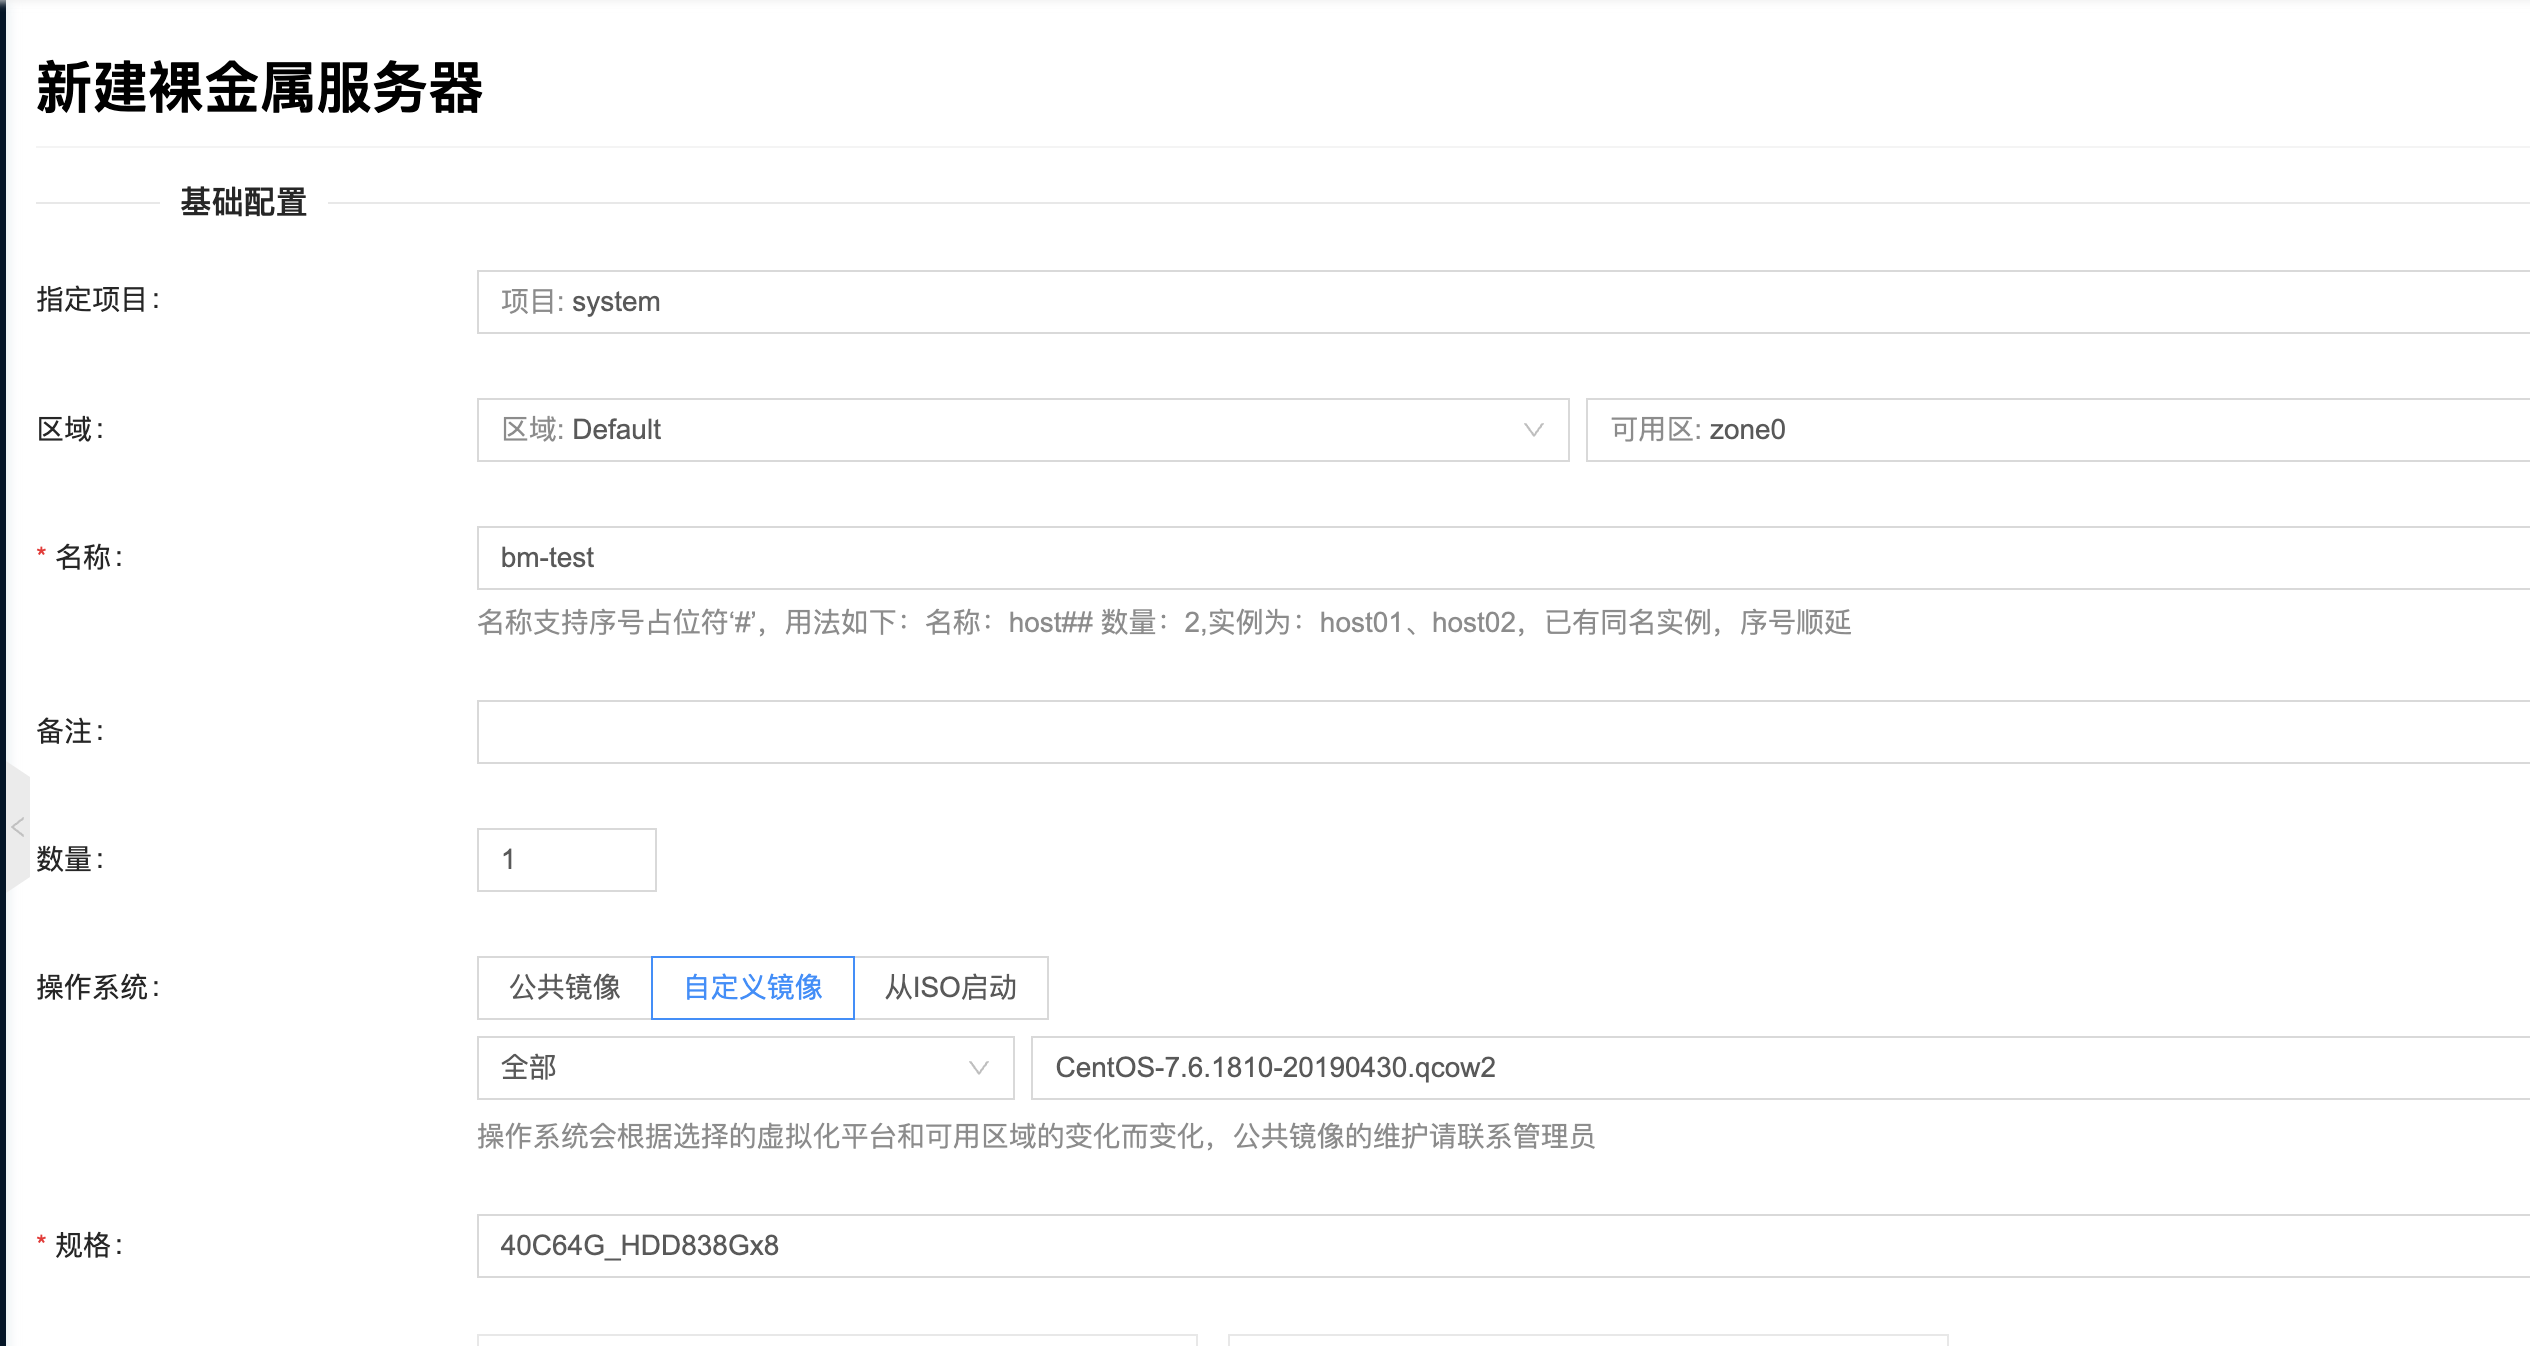 新建裸金属服务器
基础配置
指定项目:
项目: system
区域:
区域: Default
可用区: zone0
* 名称:
bm-test
名称支持序号占位符‘#’，用法如下：名称：host## 数量：2,实例为：host01、host02，已有同名实例，序号顺延
备注:
数量:
1
操作系统:
公共镜像
自定义镜像
从ISO启动
全部
CentOS-7.6.1810-20190430.qcow2
操作系统会根据选择的虚拟化平台和可用区域的变化而变化，公共镜像的维护请联系管理员
* 规格:
40C64G_HDD838Gx8